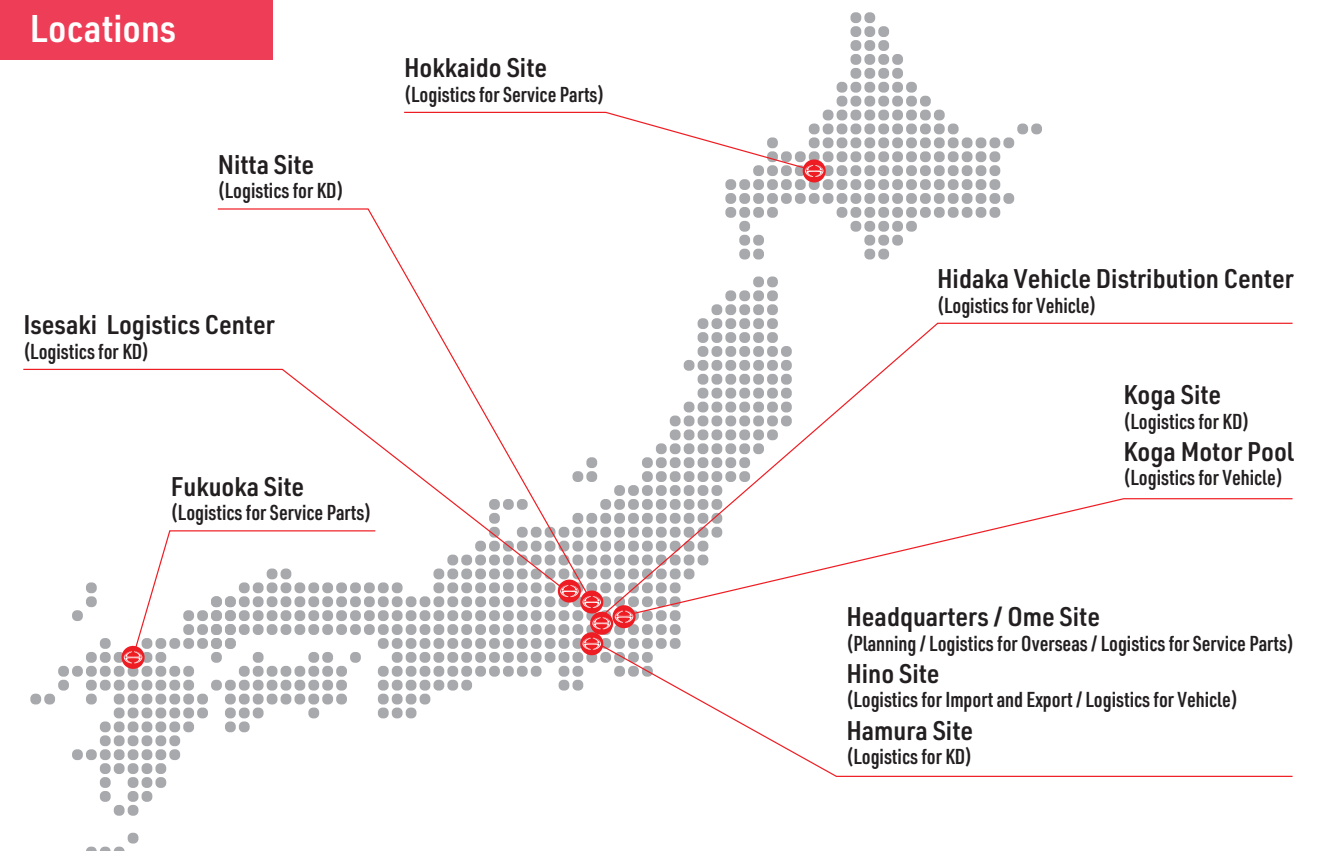 Locations
Hokkaido Site
(Logistics for Service Parts)
Nitta Site
(Logistics for KD)
Hidaka Vehicle Distribution Center
(Logistics for Vehicle)
Isesaki Logistics Center
(Logistics for KD)
Koga Site
(Logistics for KD)
Koga Motor Pool
(Logistics for Vehicle)
Fukuoka Site
(Logistics for Service Parts)
Headquarters / Ome Site
(Planning / Logistics for Overseas / Logistics for Service Parts)
Hino Site
(Logistics for Import and Export / Logistics for Vehicle)
Hamura Site
(Logistics for KD)